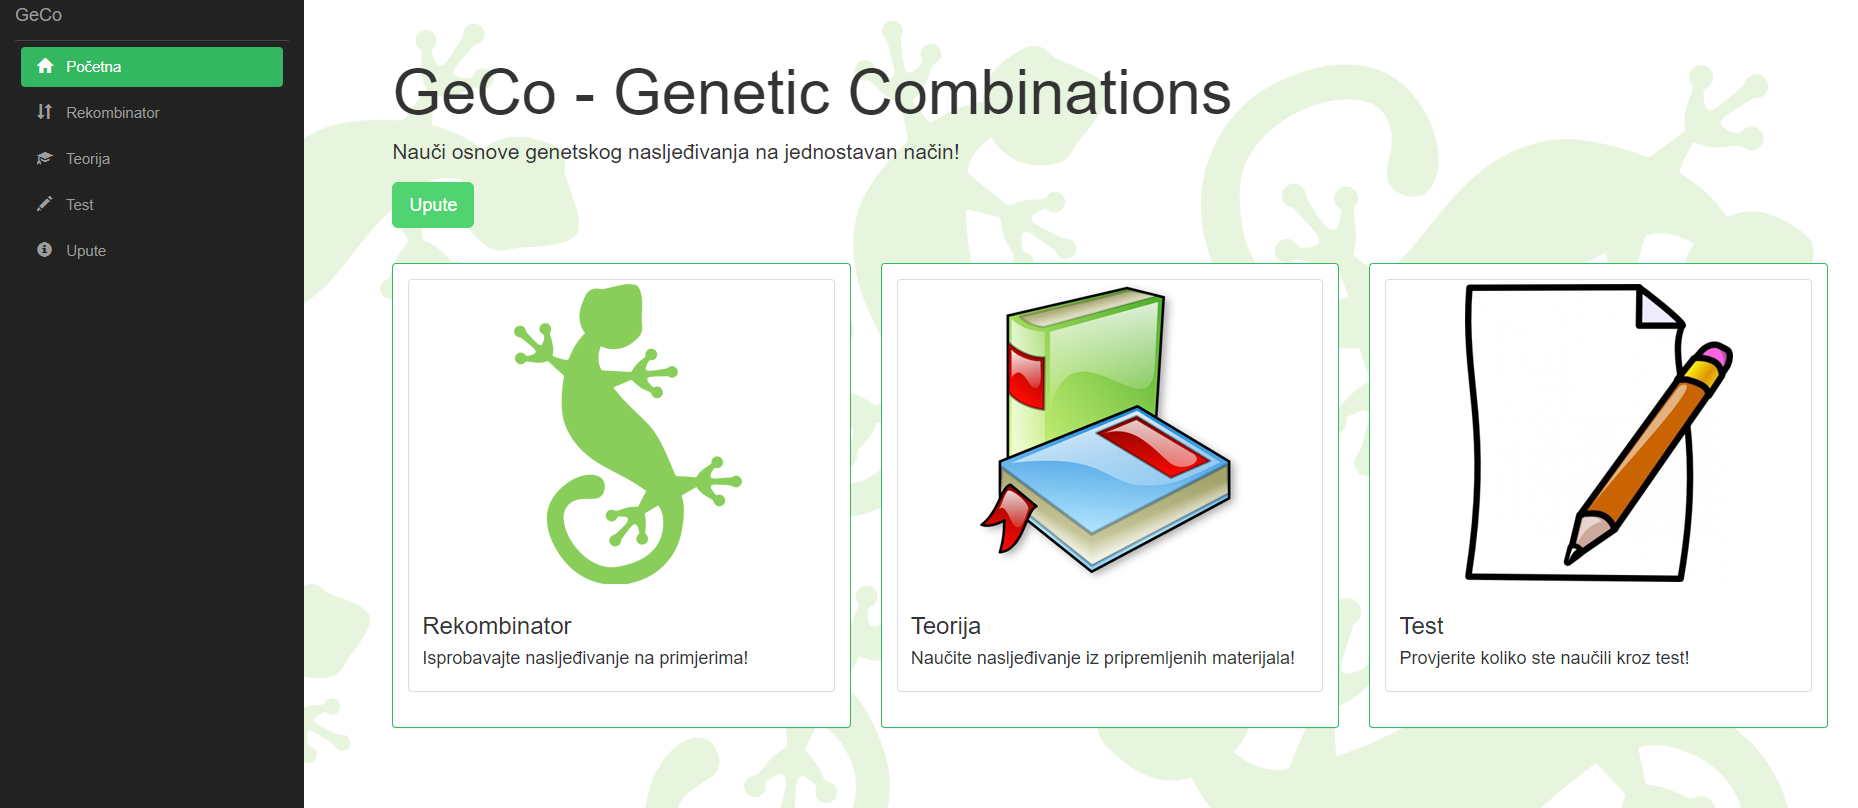 GeCo
Početna
Rekombinator
Teorija
Test
Upute
GeCo - Genetic Combinations
Nauči osnove genetskog nasljeđivanja na jednostavan način!
Upute
Rekombinator
Isprobavajte nasljeđivanje na primjerima!
Teorija
Naučite nasljeđivanje iz pripremljenih materijala!
Test
Provjerite koliko ste naučili kroz test!